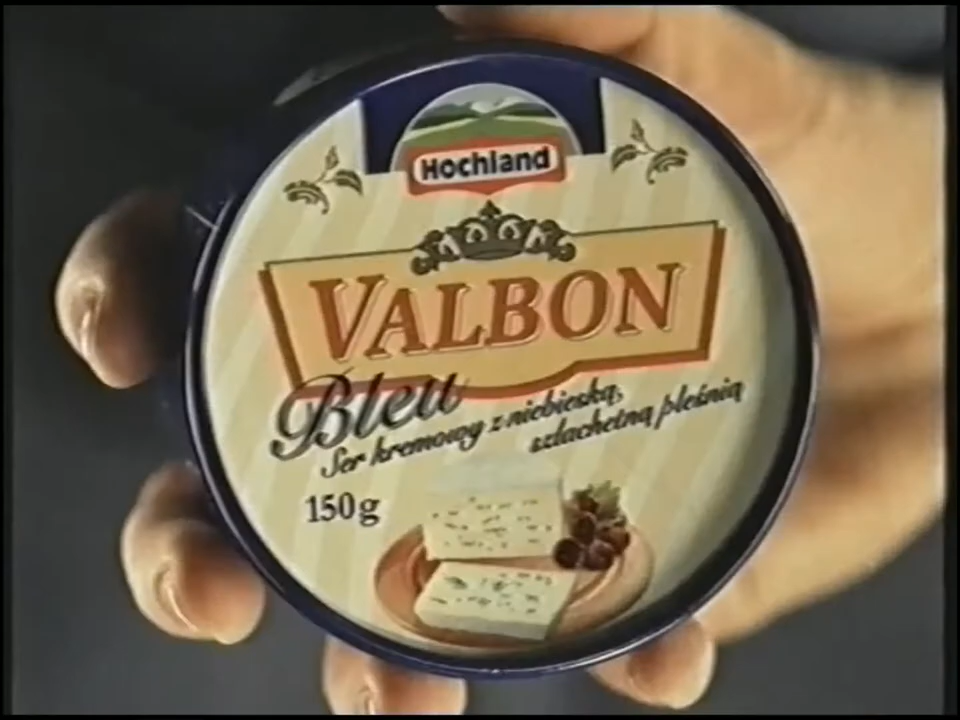 Hochland
VALBON
Bleu
Ser kremowy z niebieską,
szlachetną pleśnią
150g